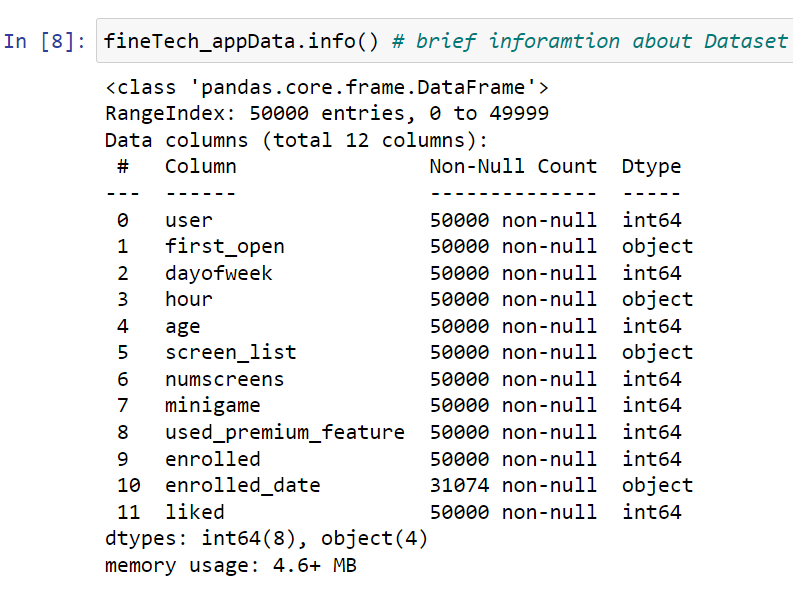 In [8]: fineTech_appData.info() # brief inforamtion about Dataset
<class 'pandas.core.frame.DataFrame'>
RangeIndex: 50000 entries, 0 to 49999
Data columns (total 12 columns):
 #   Column                Non-Null Count  Dtype
---  ------                --------------  -----
 0   user                  50000 non-null  int64
 1   first_open            50000 non-null  object
 2   dayofweek             50000 non-null  int64
 3   hour                  50000 non-null  object
 4   age                   50000 non-null  int64
 5   screen_list           50000 non-null  object
 6   numscreens            50000 non-null  int64
 7   minigame              50000 non-null  int64
 8   used_premium_feature  50000 non-null  int64
 9   enrolled              50000 non-null  int64
 10  enrolled_date         31074 non-null  object
 11  liked                 50000 non-null  int64
dtypes: int64(8), object(4)
memory usage: 4.6+ MB